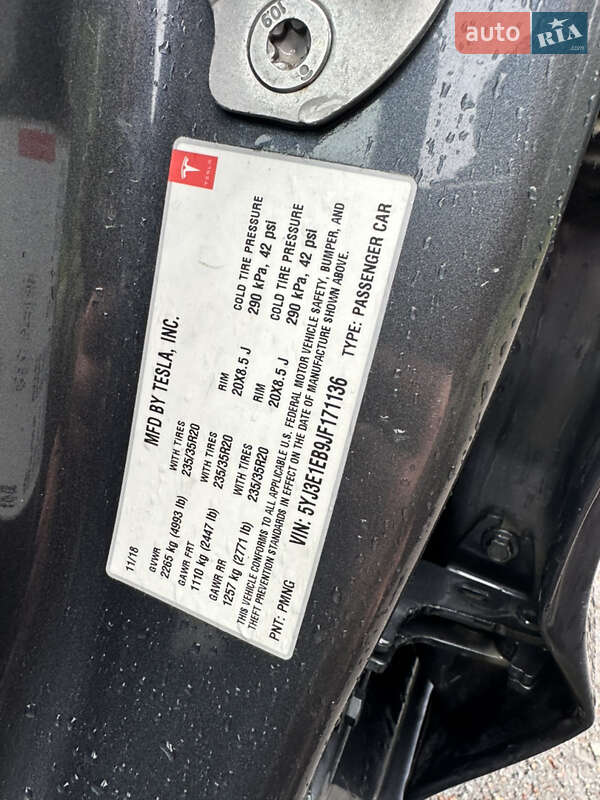 auto RIA .com
109
9
TESLA
MFD BY TESLA, INC.
11/18
GVWR
2265 kg (4993 lb)
GAWR FRT WITH TIRES RIM COLD TIRE PRESSURE
1110 kg (2447 lb) 235/35R20 20X8.5 J 290 kPa, 42 psi
GAWR RR WITH TIRES RIM COLD TIRE PRESSURE
1257 kg (2771 lb) 235/35R20 20X8.5 J 290 kPa, 42 psi
THIS VEHICLE CONFORMS TO ALL APPLICABLE U.S. FEDERAL MOTOR VEHICLE SAFETY, BUMPER, AND
THEFT PREVENTION STANDARDS IN EFFECT ON THE DATE OF MANUFACTURE SHOWN ABOVE.
VIN: 5YJ3E1EB9JF171136
PNT: PMNG TYPE: PASSENGER CAR